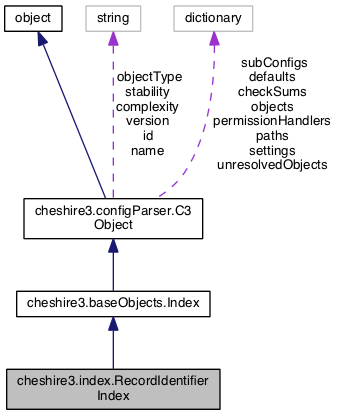 object
string
dictionary
objectType
stability
complexity
version
id
name
subConfigs
defaults
checkSums
objects
permissionHandlers
paths
settings
unresolvedObjects
cheshire3.configParser.C3
Object
cheshire3.baseObjects.Index
cheshire3.index.RecordIdentifier
Index